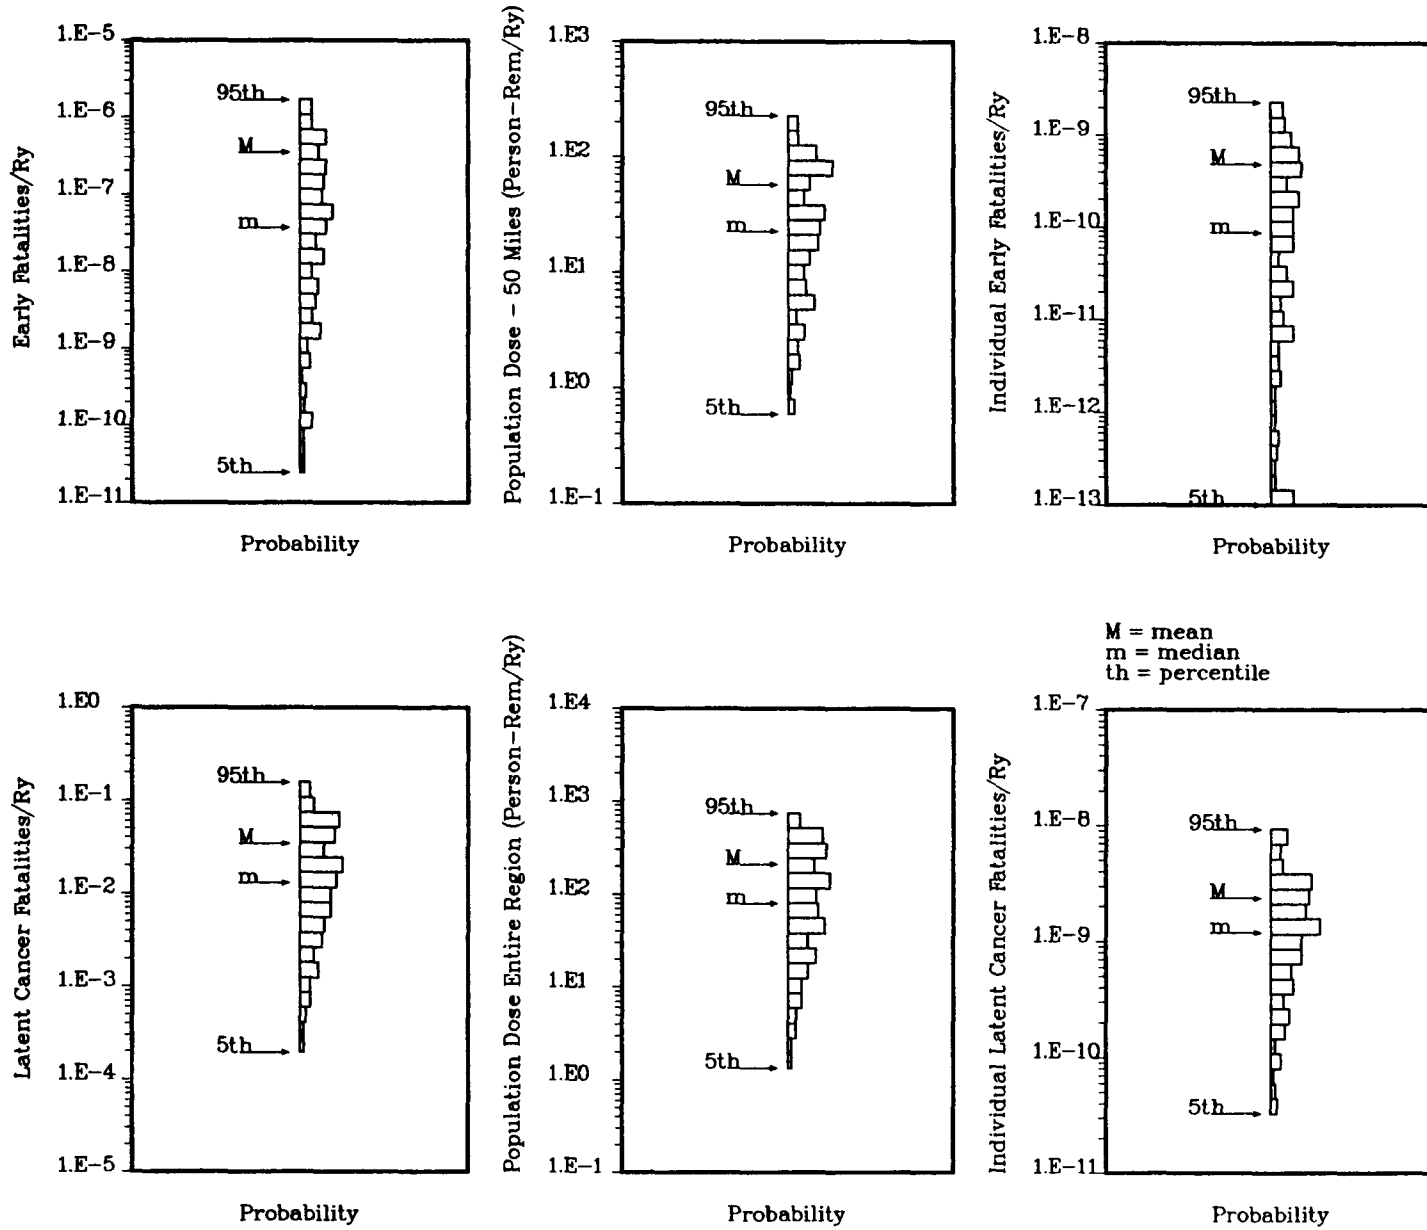 Early Fatalities/Ry
1.E-5
1.E-6
1.E-7
1.E-8
1.E-9
1.E-10
1.E-11
95th
M
m
5th
Probability
Population Dose - 50 Miles (Person-Rem/Ry)
1.E3
1.E2
1.E1
1.E0
1.E-1
95th
M
m
5th
Probability
Individual Early Fatalities/Ry
1.E-8
1.E-9
1.E-10
1.E-11
1.E-12
1.E-13
95th
M
m
5th
Probability
Latent Cancer Fatalities/Ry
1.E0
1.E-1
1.E-2
1.E-3
1.E-4
1.E-5
95th
M
m
5th
Probability
Population Dose Entire Region (Person-Rem/Ry)
1.E4
1.E3
1.E2
1.E1
1.E0
1.E-1
95th
M
m
5th
Probability
M = mean
m = median
th = percentile
Individual Latent Cancer Fatalities/Ry
1.E-7
1.E-8
1.E-9
1.E-10
1.E-11
95th
M
m
5th
Probability